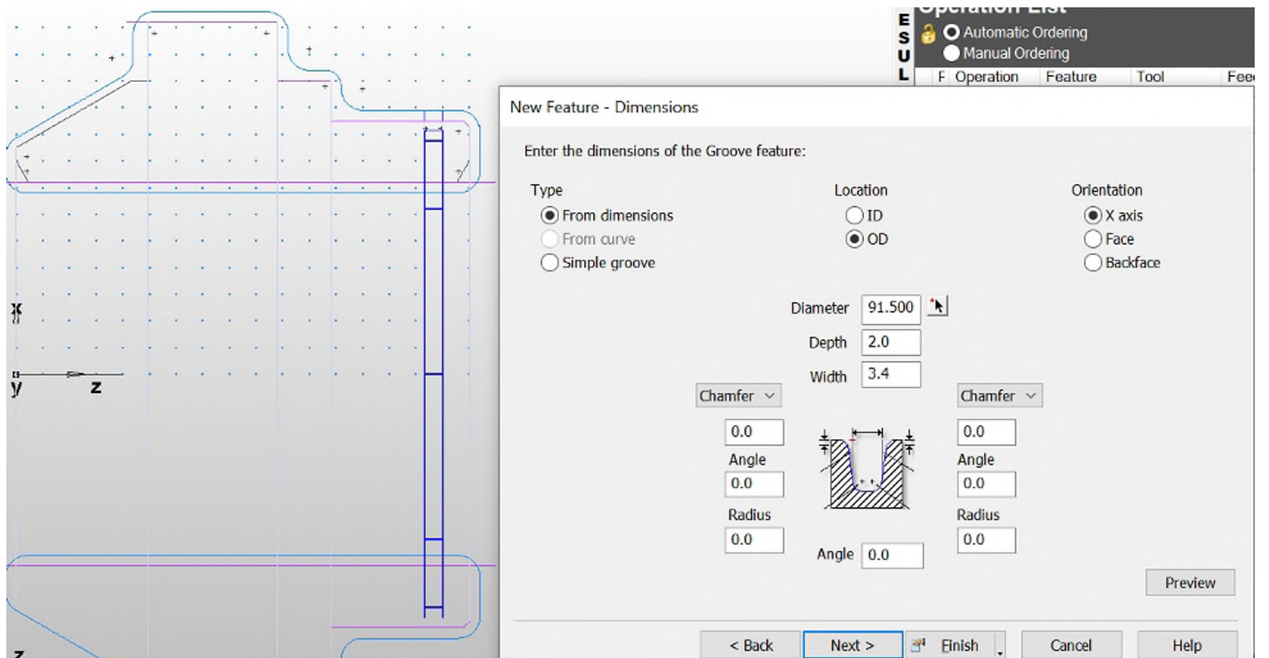 Operation List
E
S
U
L
Automatic Ordering
Manual Ordering
F Operation Feature Tool Fee
New Feature - Dimensions
Enter the dimensions of the Groove feature:
Type
Location
Orientation
From dimensions
ID
X axis
From curve
OD
Face
Simple groove
Backface
Diameter 91.500
Depth 2.0
Width 3.4
Chamfer
Chamfer
0.0
0.0
Angle
Angle
0.0
0.0
Radius
Radius
0.0
0.0
Angle 0.0
Preview
< Back
Next >
Finish
Cancel
Help
x
y
z
z